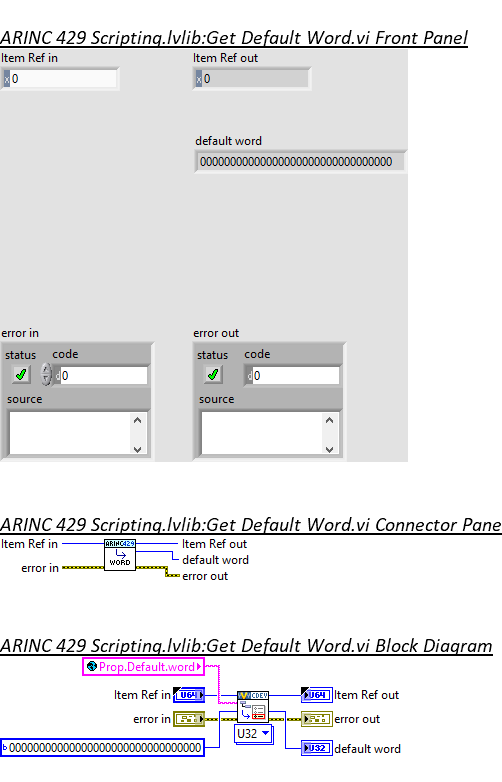 ARINC 429 Scripting.lvlib:Get Default Word.vi Front Panel
Item Ref in
Item Ref out
x 0
x 0
default word
00000000000000000000000000000000
error in
error out
status code
status code
d 0
d 0
source
source
ARINC 429 Scripting.lvlib:Get Default Word.vi Connector Pane
Item Ref in
ARINC429
WORD
Item Ref out
default word
error in
error out
ARINC 429 Scripting.lvlib:Get Default Word.vi Block Diagram
Prop.Default.word
Item Ref in
U64
CDEV
U64
Item Ref out
error in
error out
U32
b 00000000000000000000000000000000
U32
default word